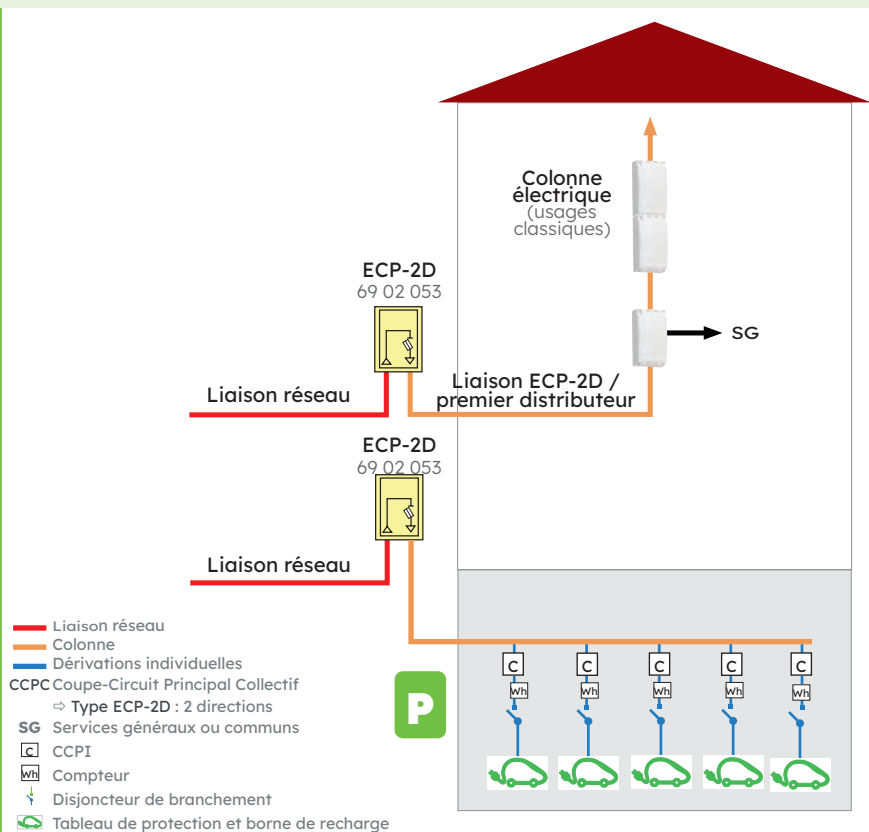 Colonne
électrique
(usages
classiques)
ECP-2D
69 02 053
SG
Liaison réseau
Liaison ECP-2D /
premier distributeur
ECP-2D
69 02 053
Liaison réseau
Liaison réseau
Colonne
Dérivations individuelles
CCPC Coupe-Circuit Principal Collectif
⇨ Type ECP-2D : 2 directions
SG Services généraux ou communs
C CCPI
Wh Compteur
Disjoncteur de branchement
Tableau de protection et borne de recharge
P
C C C C C
Wh Wh Wh Wh Wh